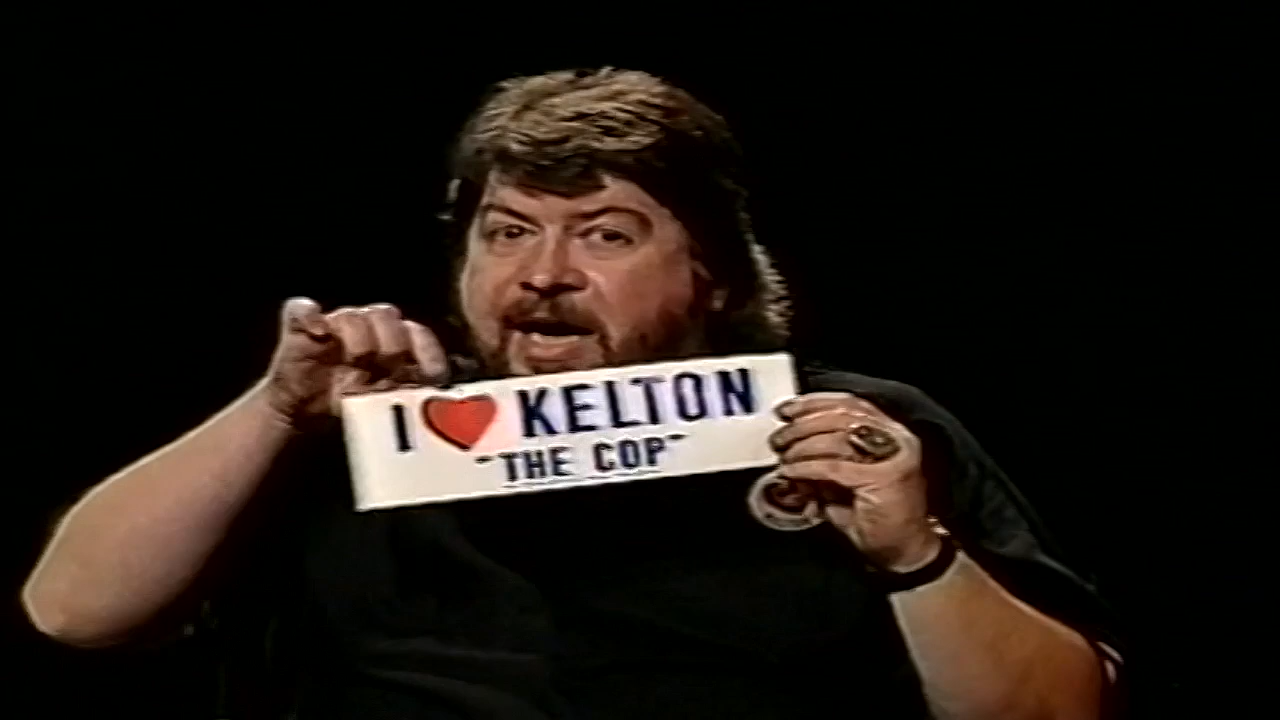 I ❤ KELTON
"THE COP"